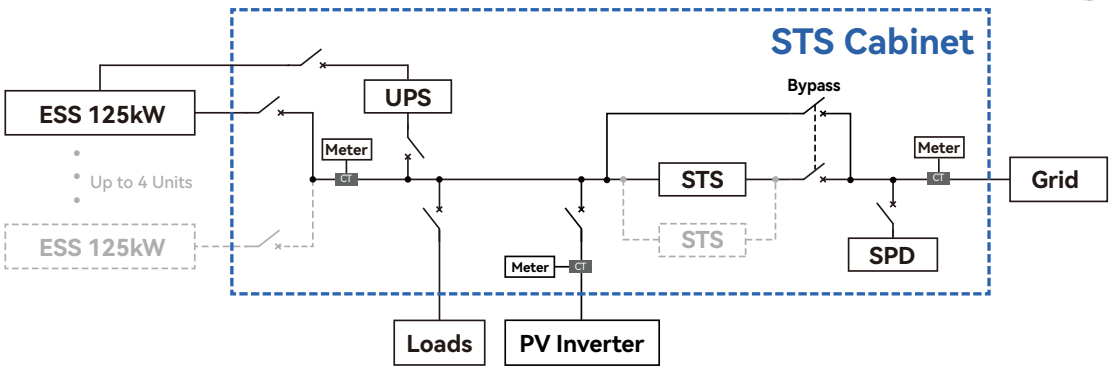 STS Cabinet
ESS 125kW
UPS
Bypass
Meter
CT
Up to 4 Units
STS
Meter
CT
Grid
ESS 125kW
STS
SPD
Meter
CT
Loads
PV Inverter